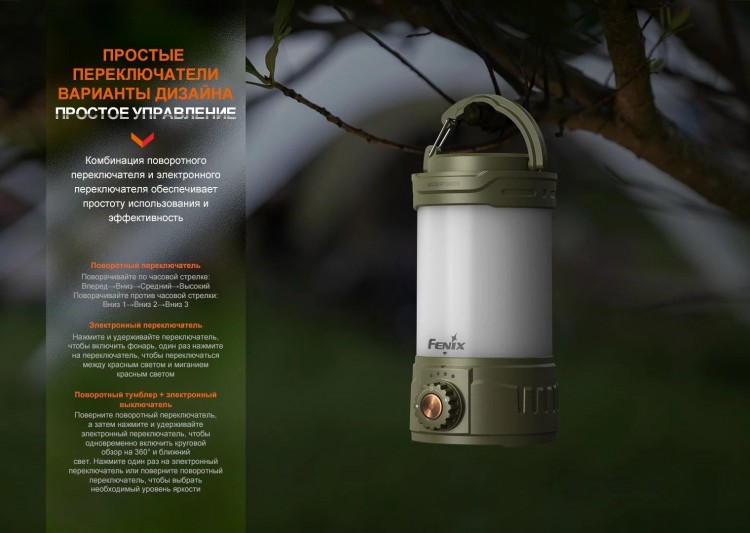 ПРОСТЫЕ
ПЕРЕКЛЮЧАТЕЛИ
ВАРИАНТЫ ДИЗАЙНА
ПРОСТОЕ УПРАВЛЕНИЕ
Комбинация поворотного
переключателя и электронного
переключателя обеспечивает
простоту использования и
эффективность
Поворотный переключатель
Поворачивайте по часовой стрелке:
Вперед→Вниз→Средний→Высокий
Поворачивайте против часовой стрелки:
Вниз 1→Вниз 2→Вниз 3
Электронный переключатель
Нажмите и удерживайте переключатель,
чтобы включить фонарь, один раз нажмите
на переключатель, чтобы переключаться
между красным светом и миганием
красным светом
Поворотный тумблер + электронный
выключатель
Поверните поворотный переключатель,
а затем нажмите и удерживайте
электронный переключатель, чтобы
одновременно включить круговой
обзор на 360° и ближний
свет. Нажмите один раз на электронный
переключатель или поверните поворотный
переключатель, чтобы выбрать
необходимый уровень яркости
FENIX